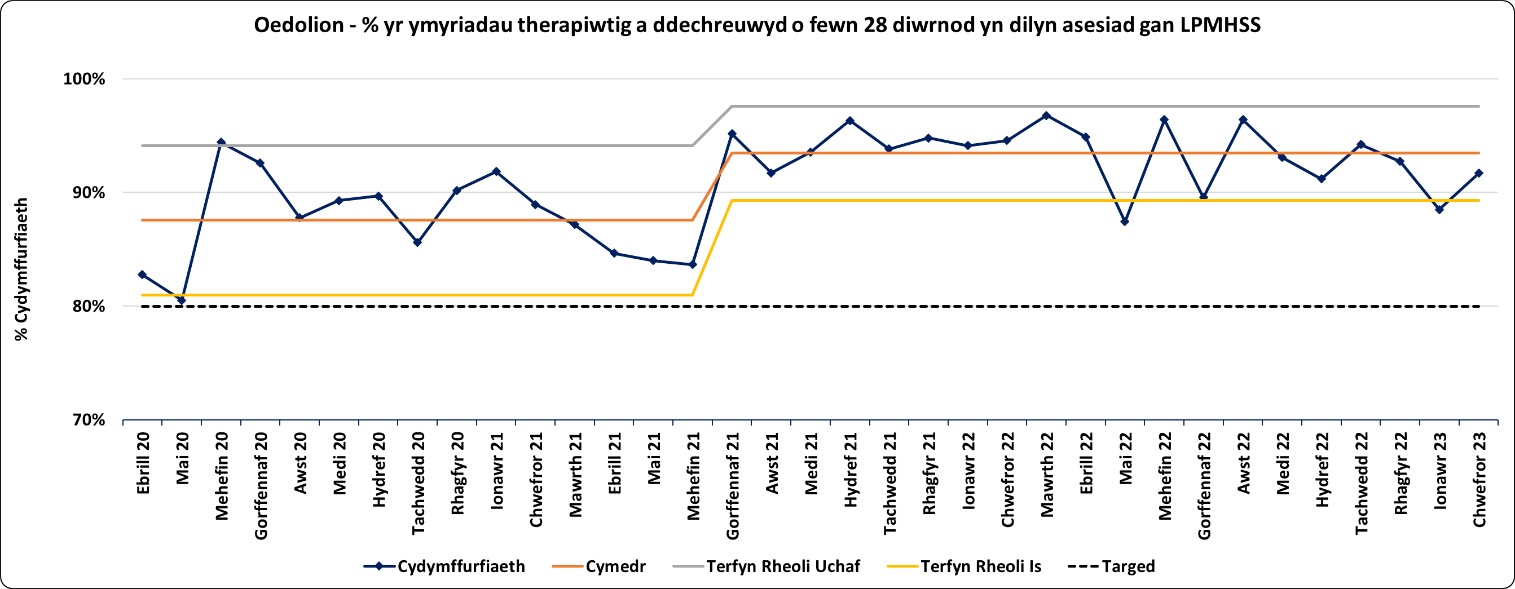 Oedolion - % yr ymyriadau therapiwtig a ddechreuwyd o fewn 28 diwrnod yn dilyn asesiad gan LPMHSS
100%
90%
80%
70%
% Cydymffurfiaeth
Ebrill 20
Mai 20
Mehefin 20
Gorffennaf 20
Awst 20
Medi 20
Hydref 20
Tachwedd 20
Rhagfyr 20
Ionawr 21
Chwefror 21
Mawrth 22
Ebrill 21
Mai 21
Mehefin 21
Gorffennaf 21
Awst 21
Medi 21
Hydref 21
Tachwedd 21
Rhagfyr 21
Ionawr 22
Chwefror 22
Mawrth 22
Ebrill 22
Mai 22
Mehefin 22
Gorffennaf 22
Awst 22
Medi 22
Hydref 22
Tachwedd 22
Rhagfyr 22
Ionawr 23
Chwefror 23
Cydymffurfiaeth
Cymedr
Terfyn Rheoli Uchaf
Terfyn Rheoli Is
Targed